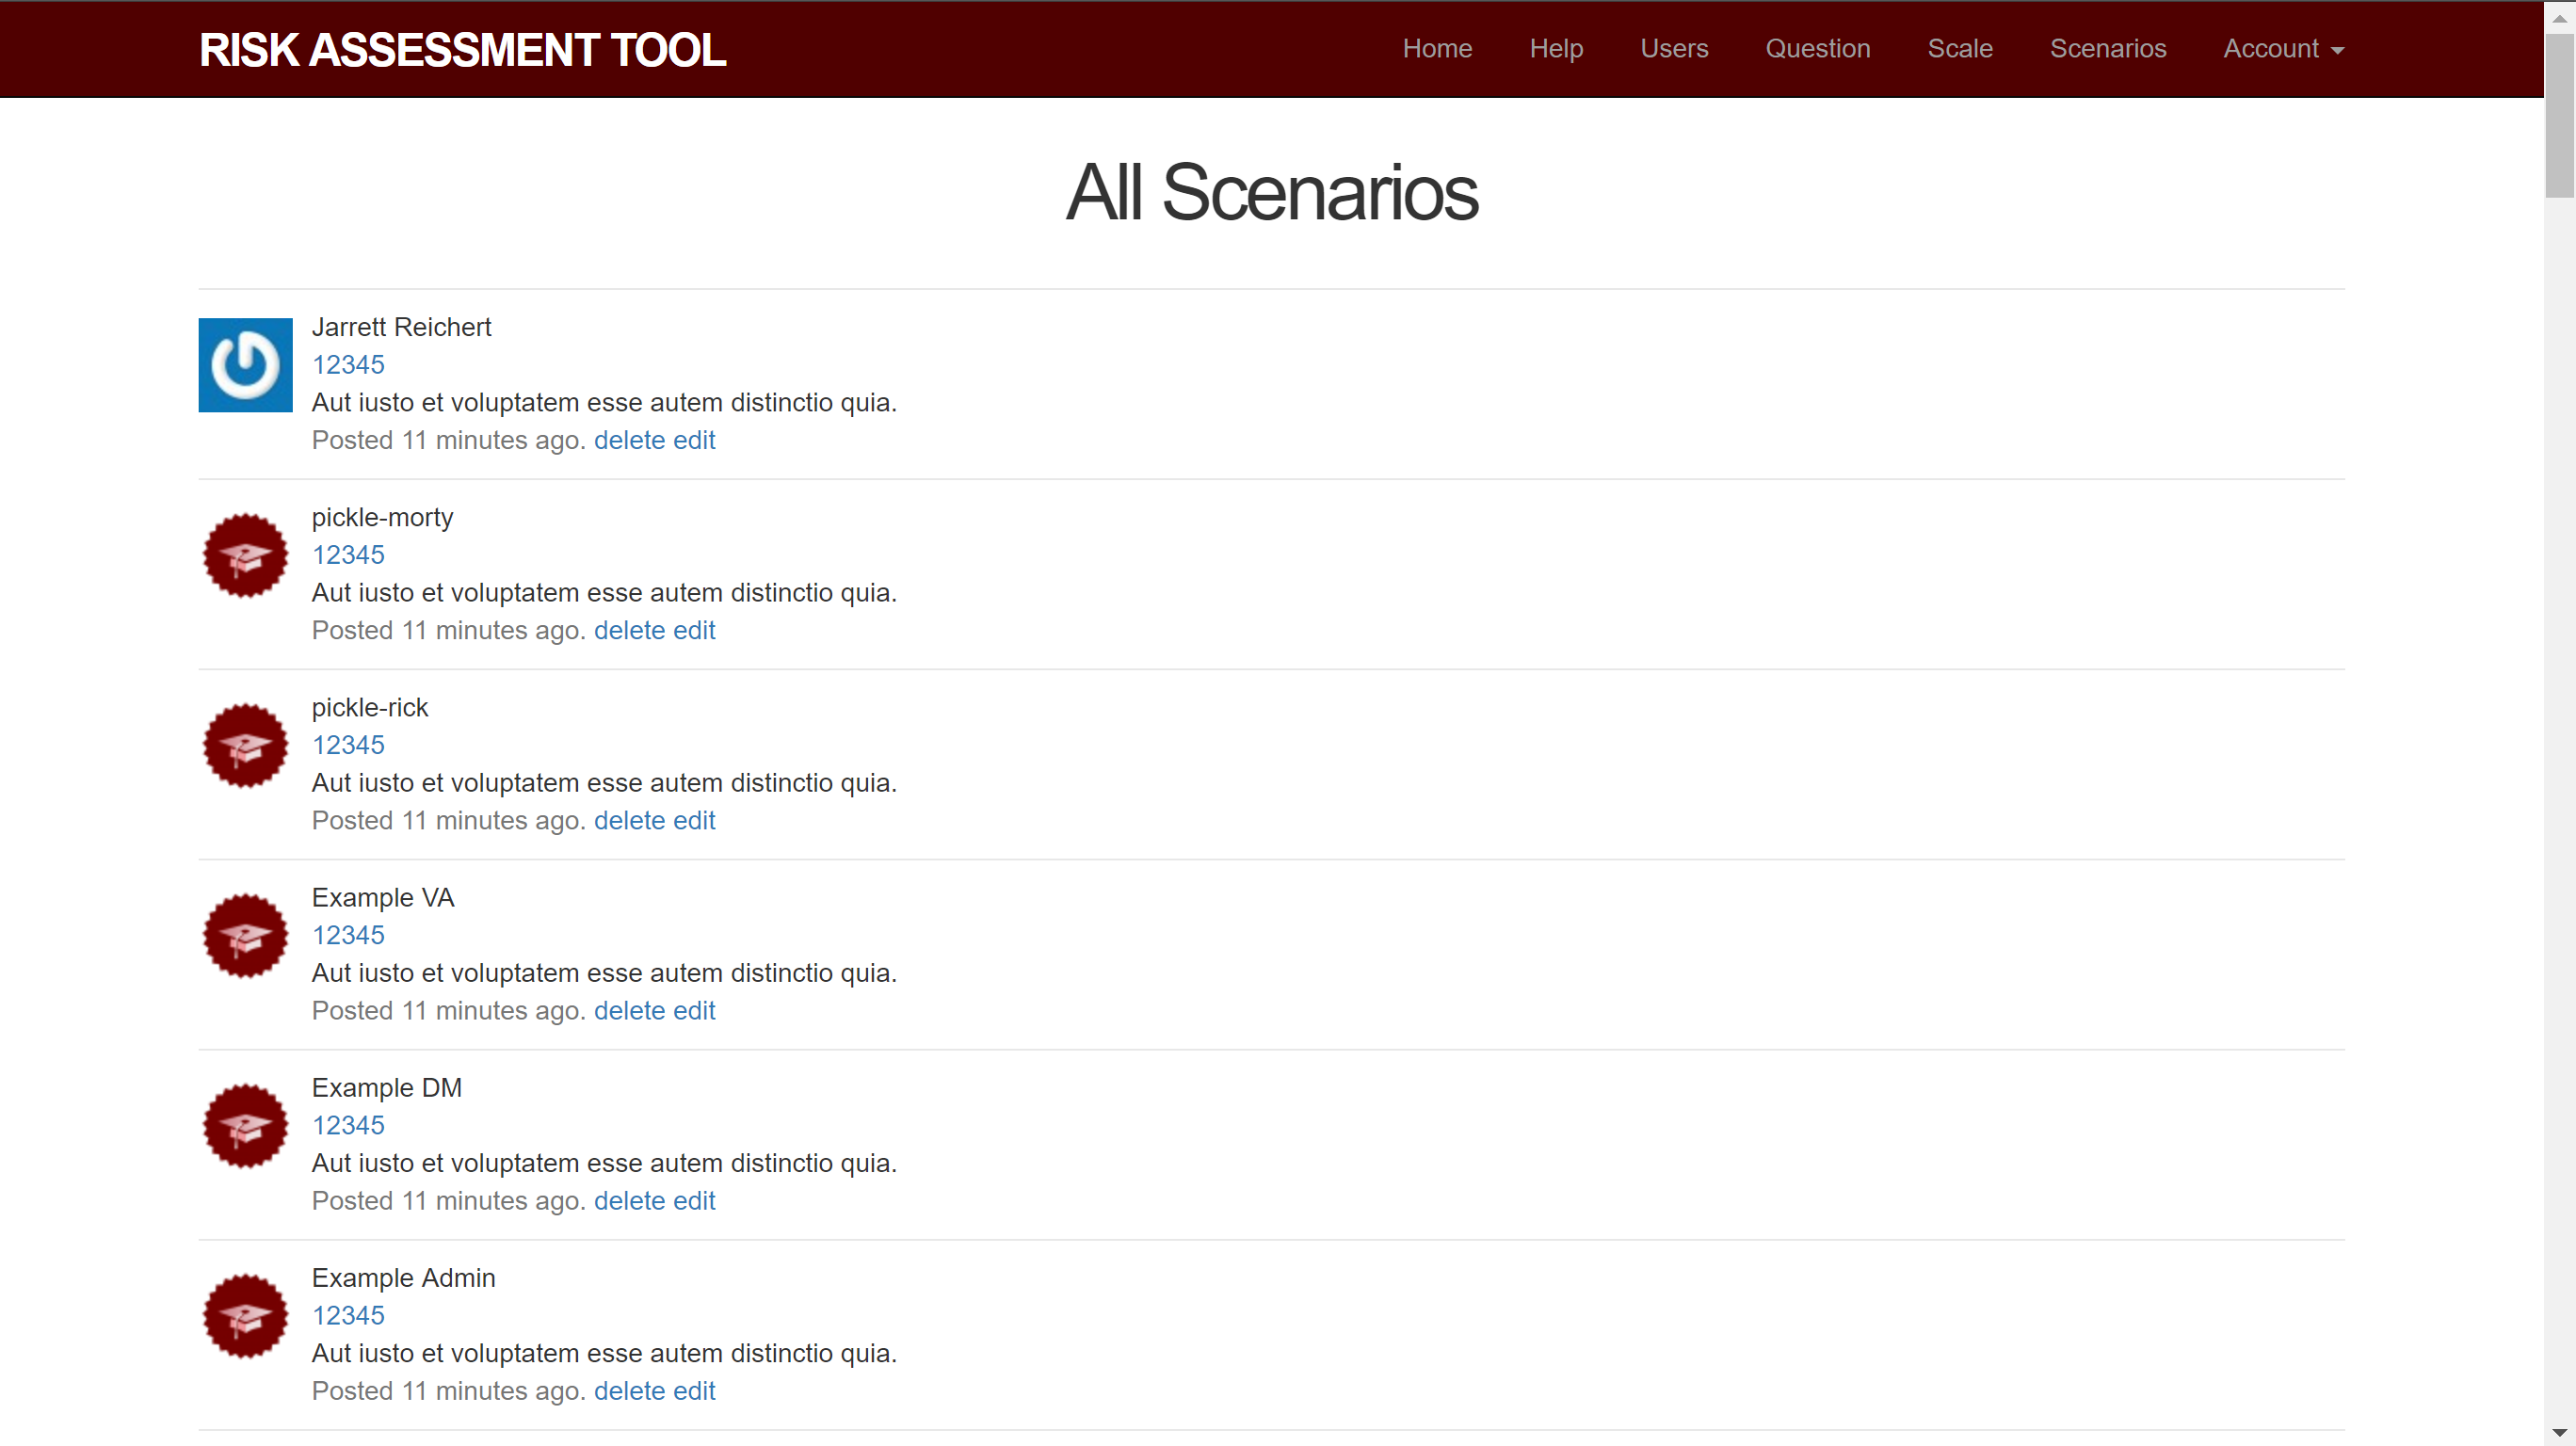 RISK ASSESSMENT TOOL Home Help Users Question Scale Scenarios Account
All Scenarios
Jarrett Reichert
12345
Aut iusto et voluptatem esse autem distinctio quia.
Posted 11 minutes ago. delete edit
pickle-morty
12345
Aut iusto et voluptatem esse autem distinctio quia.
Posted 11 minutes ago. delete edit
pickle-rick
12345
Aut iusto et voluptatem esse autem distinctio quia.
Posted 11 minutes ago. delete edit
Example VA
12345
Aut iusto et voluptatem esse autem distinctio quia.
Posted 11 minutes ago. delete edit
Example DM
12345
Aut iusto et voluptatem esse autem distinctio quia.
Posted 11 minutes ago. delete edit
Example Admin
12345
Aut iusto et voluptatem esse autem distinctio quia.
Posted 11 minutes ago. delete edit